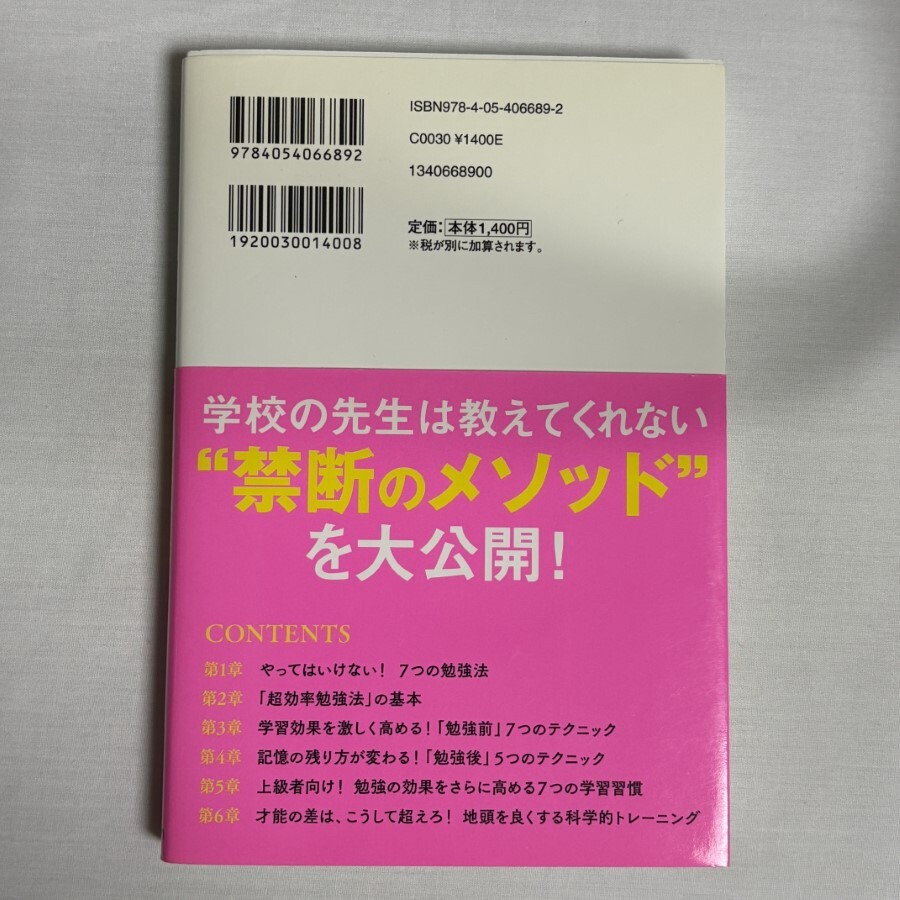 ISBN978-4-05-406689-2
9784054066892
C0030 ¥1400E
1340668900
1920030014008
定価：本体1,400円
※税が別に加算されます。
学校の先生は教えてくれない
“禁断のメソッド”
を大公開！
CONTENTS
第1章 やってはいけない！ 7つの勉強法
第2章 「超効率勉強法」の基本
第3章 学習効果を激しく高める！「勉強前」7つのテクニック
第4章 記憶の残り方が変わる！「勉強後」5つのテクニック
第5章 上級者向け！ 勉強の効果をさらに高める7つの学習習慣
第6章 才能の差は、こうして超えろ！ 地頭を良くする科学的トレーニング